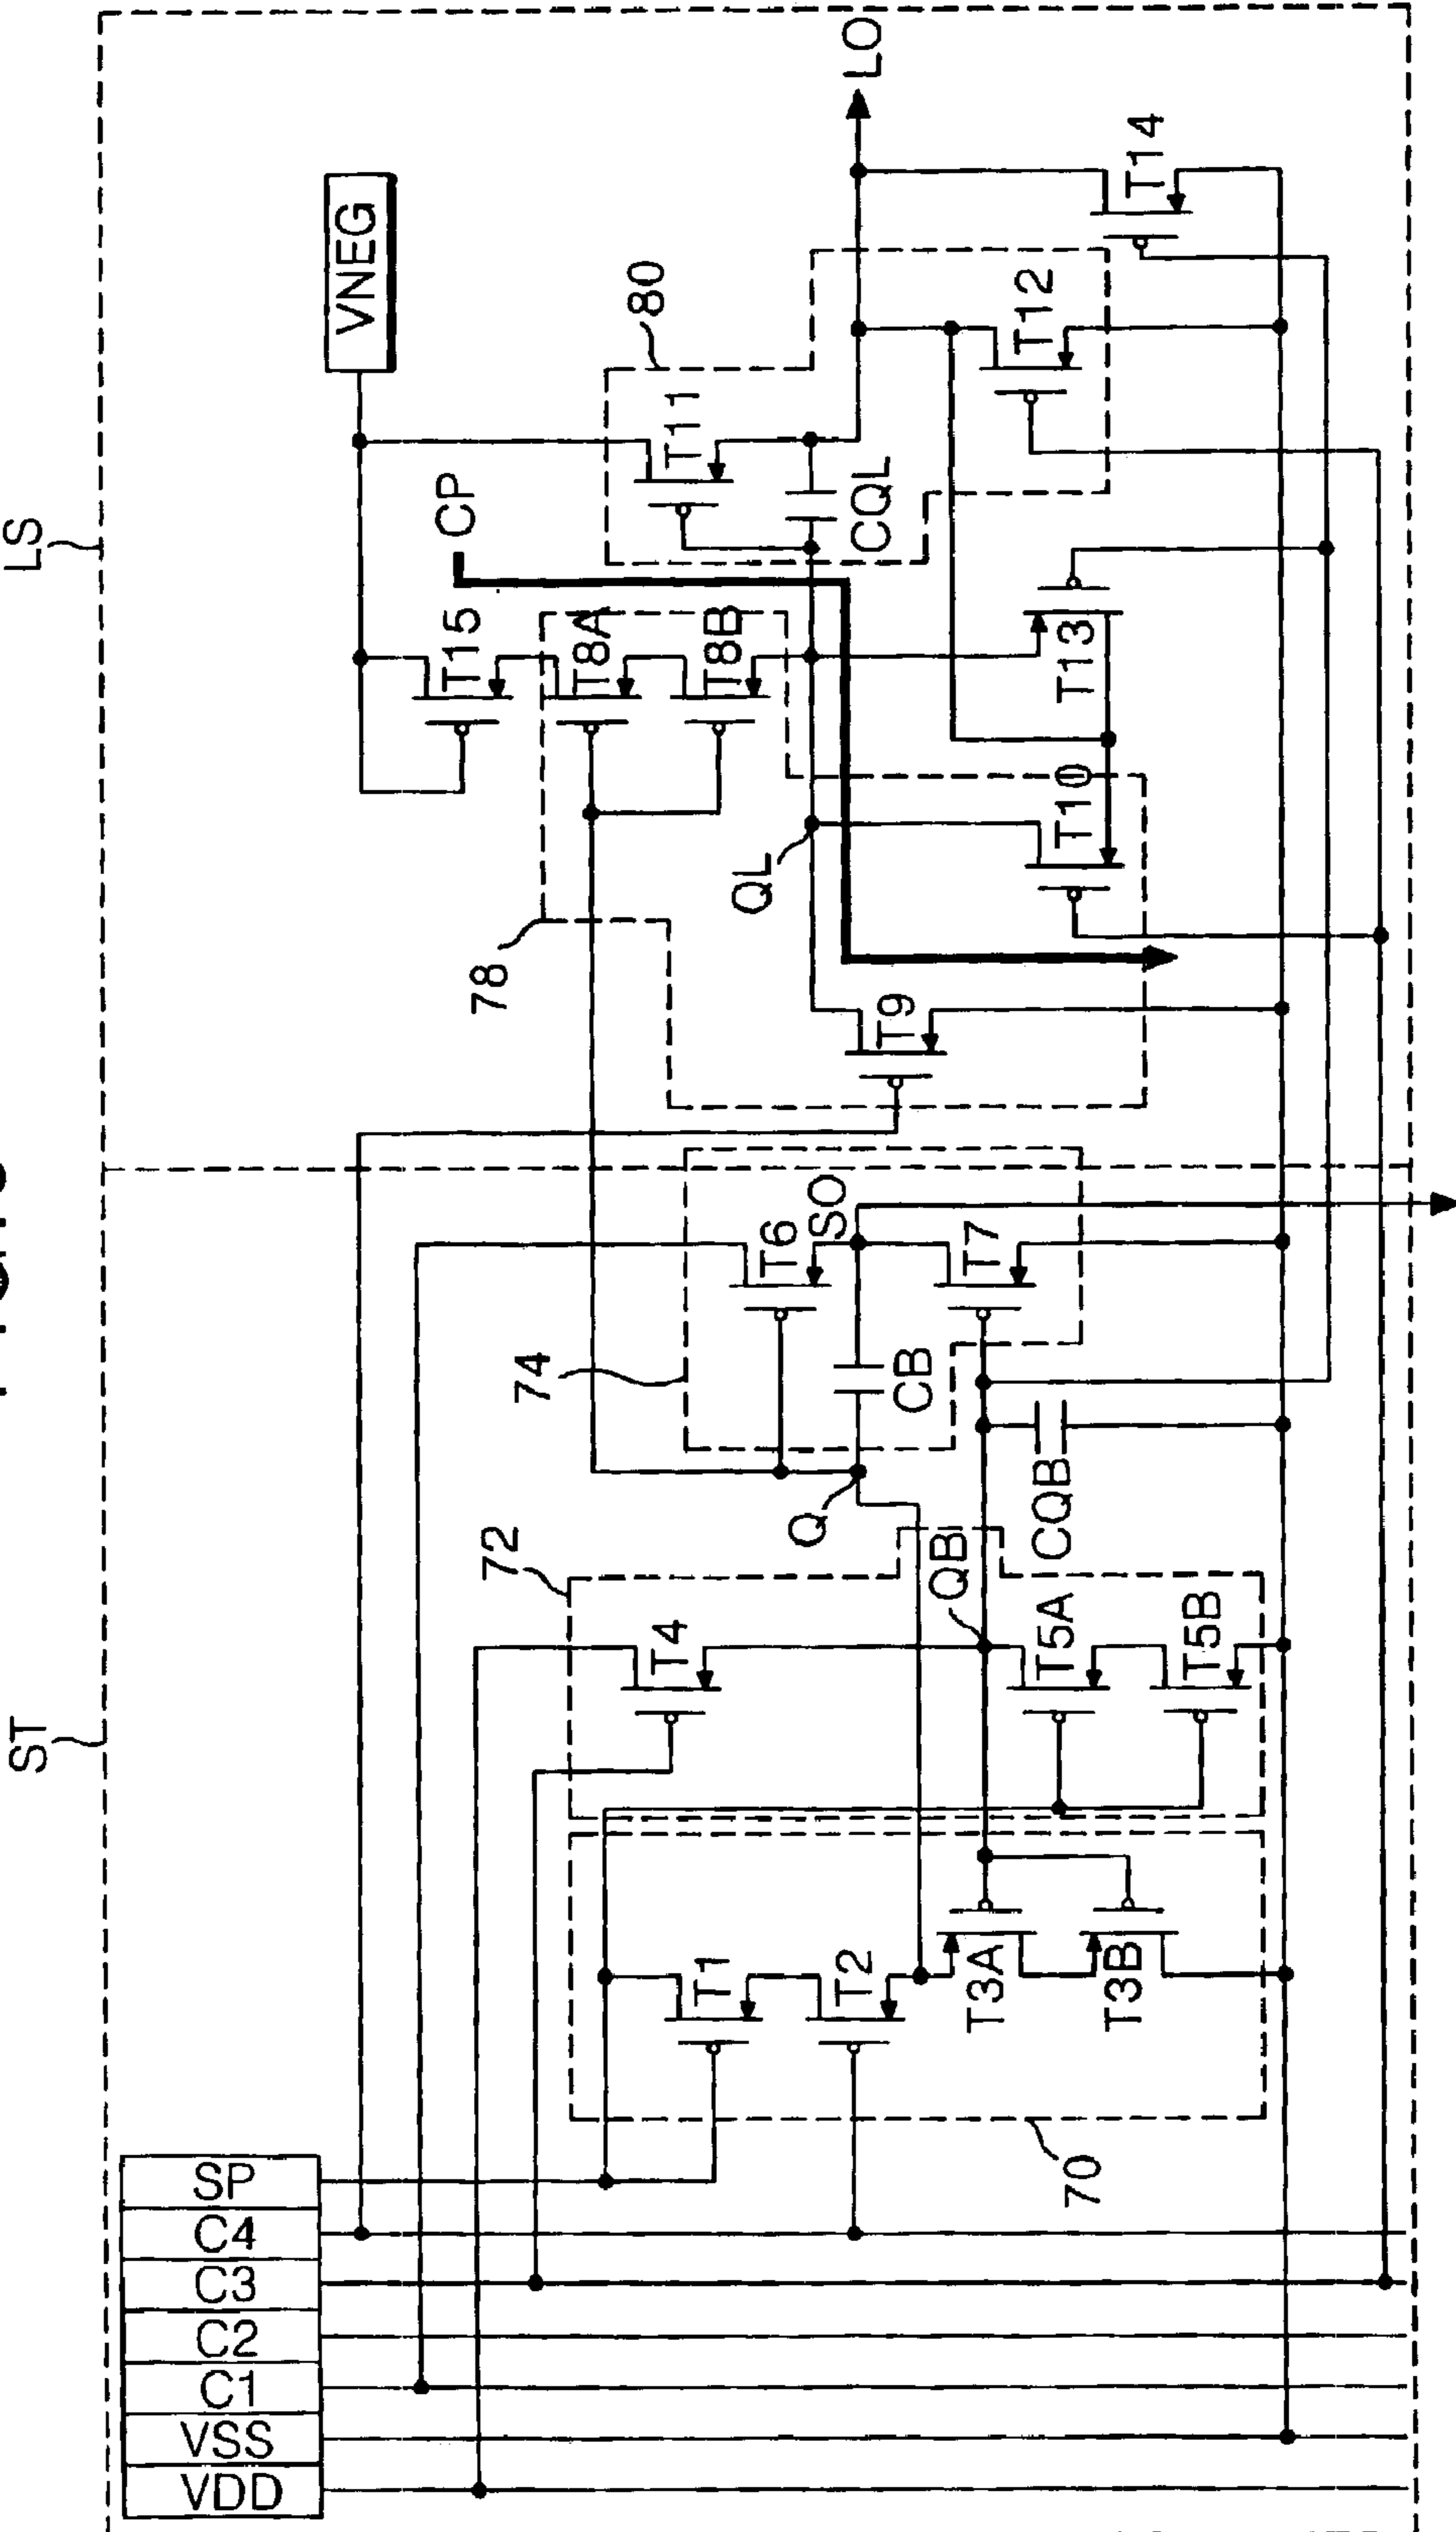 LS
LO
VNEG
T14
80
T12
T11
CP
CQL
T15
T8A
T8B
T13
T10
QL
78
T9
ST
SO
T6
T7
74
CB
CQB
Q
72
QB
T4
T5A
T5B
T1
T2
T3A
T3B
70
SP
C4
C3
C2
C1
VSS
VDD